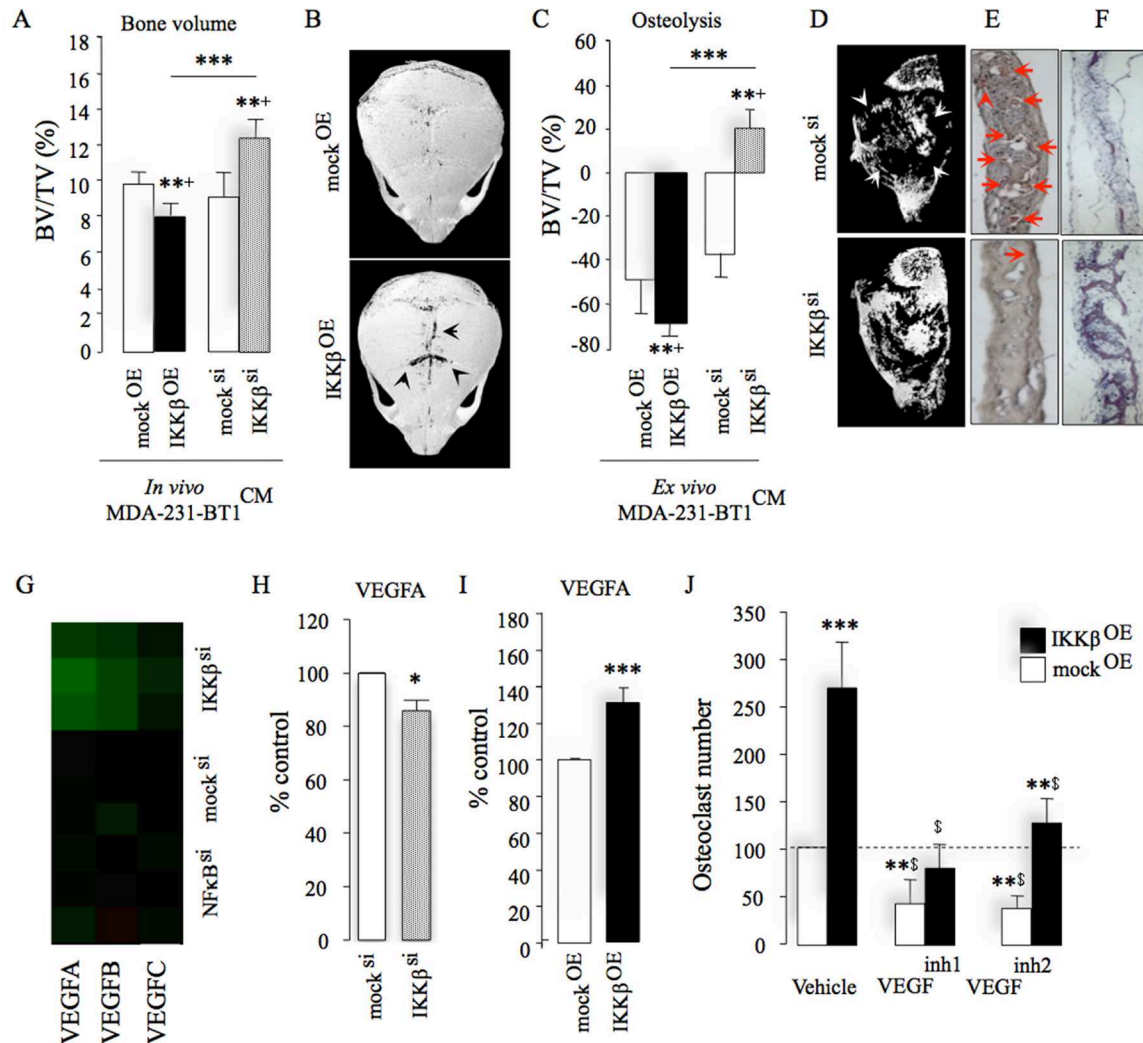 A
Bone volume
BV/TV (%)
18
16
14
12
10
8
6
4
2
0
***
**+
**+
mock OE
IKKβ OE
mock si
IKKβ si
In vivo
MDA-231-BT1 CM
B
mock OE
IKKβ OE
C
Osteolysis
BV/TV (%)
60
40
20
0
-20
-40
-60
-80
***
**+
**+
mock OE
IKKβ OE
mock si
IKKβ si
Ex vivo
MDA-231-BT1 CM
D
E
F
mock si
IKKβ si
G
IKKβ si
mock si
NFκB si
VEGFA
VEGFB
VEGFC
H
VEGFA
% control
120
100
80
60
40
20
0
*
mock si
IKKβ si
I
VEGFA
% control
180
160
140
120
100
80
60
40
20
0
***
mock OE
IKKβ OE
J
Osteoclast number
350
300
250
200
150
100
50
0
IKKβ OE
mock OE
***
**$
$
**$
**$
Vehicle
VEGF inh1
VEGF inh2